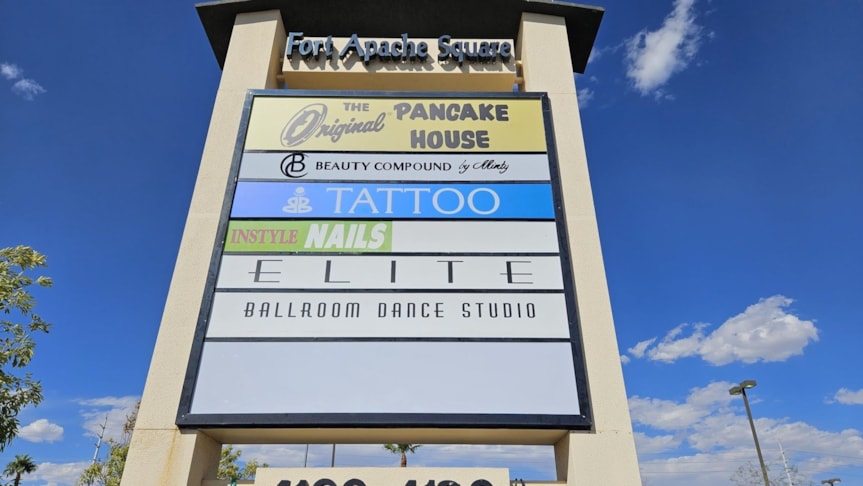 Fort Apache Square
THE
Original PANCAKE
HOUSE
BEAUTY COMPOUND by Minty
TATTOO
INSTYLE NAILS
ELITE
BALLROOM DANCE STUDIO